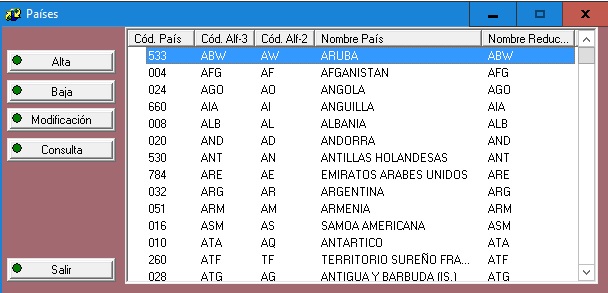 Países
Cód. País Cód. Alf-3 Cód. Alf-2 Nombre País Nombre Reduc...
Alta
Baja
Modificación
Consulta
Salir
533 ABW AW ARUBA ABW
004 AFG AF AFGANISTAN AFG
024 AGO AO ANGOLA AGO
660 AIA AI ANGUILLA AIA
008 ALB AL ALBANIA ALB
020 AND AD ANDORRA AND
530 ANT AN ANTILLAS HOLANDESAS ANT
784 ARE AE EMIRATOS ARABES UNIDOS ARE
032 ARG AR ARGENTINA ARG
051 ARM AM ARMENIA ARM
016 ASM AS SAMOA AMERICANA ASM
010 ATA AQ ANTARTICO ATA
260 ATF TF TERRITORIO SUREÑO FRA... ATF
028 ATG AG ANTIGUA Y BARBUDA (IS.) ATG